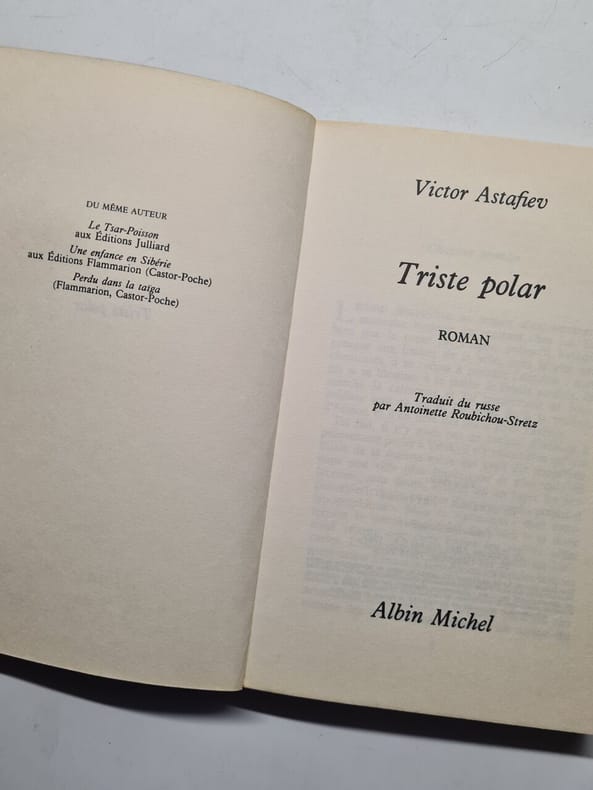 DU MÊME AUTEUR
Le Tsar-Poisson
aux Éditions Julliard
Une enfance en Sibérie
aux Éditions Flammarion (Castor-Poche)
Perdu dans la taïga
(Flammarion, Castor-Poche)
Victor Astafiev
Triste polar
ROMAN
Traduit du russe
par Antoinette Roubichou-Stretz
Albin Michel